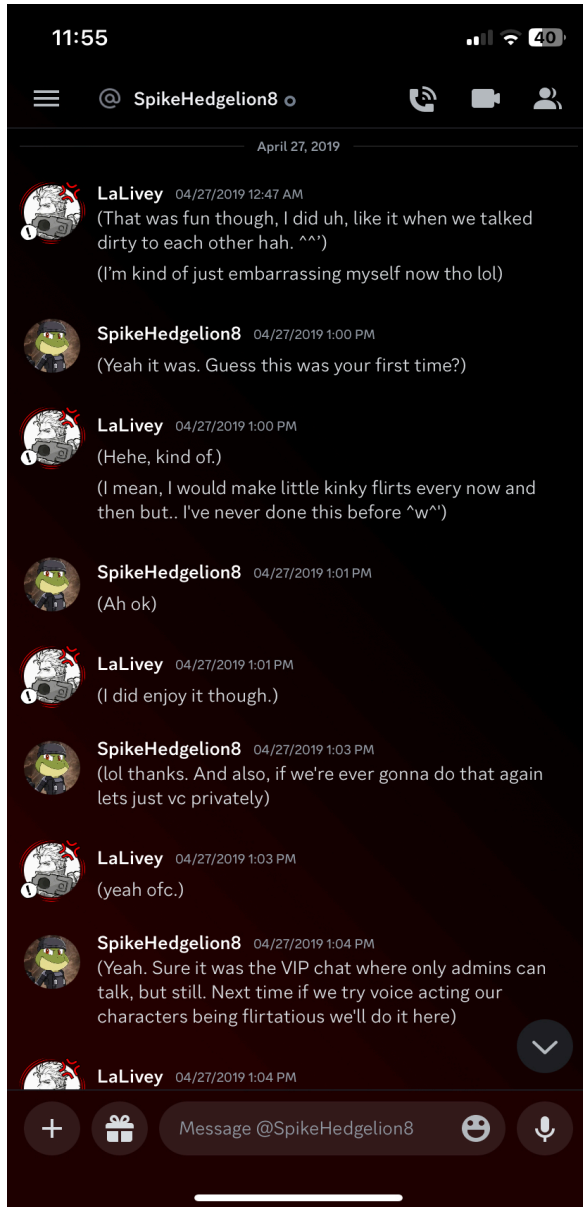 11:55
40
@ SpikeHedgelion8
April 27, 2019
LaLivey 04/27/2019 12:47 AM
(That was fun though, I did uh, like it when we talked
dirty to each other hah. ^^')
(I'm kind of just embarrassing myself now tho lol)
SpikeHedgelion8 04/27/2019 1:00 PM
(Yeah it was. Guess this was your first time?)
LaLivey 04/27/2019 1:00 PM
(Hehe, kind of.)
(I mean, I would make little kinky flirts every now and
then but.. I've never done this before ^w^')
SpikeHedgelion8 04/27/2019 1:01 PM
(Ah ok)
LaLivey 04/27/2019 1:01 PM
(I did enjoy it though.)
SpikeHedgelion8 04/27/2019 1:03 PM
(lol thanks. And also, if we're ever gonna do that again
lets just vc privately)
LaLivey 04/27/2019 1:03 PM
(yeah ofc.)
SpikeHedgelion8 04/27/2019 1:04 PM
(Yeah. Sure it was the VIP chat where only admins can
talk, but still. Next time if we try voice acting our
characters being flirtatious we'll do it here)
LaLivey 04/27/2019 1:04 PM
Message @SpikeHedgelion8